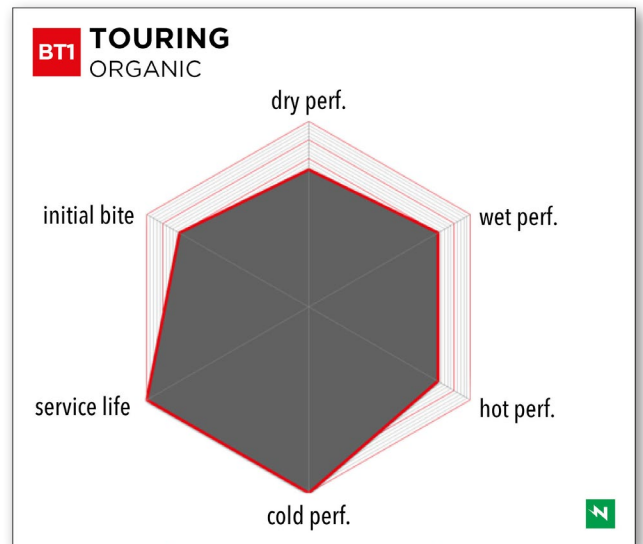 BT1 TOURING
ORGANIC
dry perf.
initial bite
wet perf.
service life
hot perf.
cold perf.